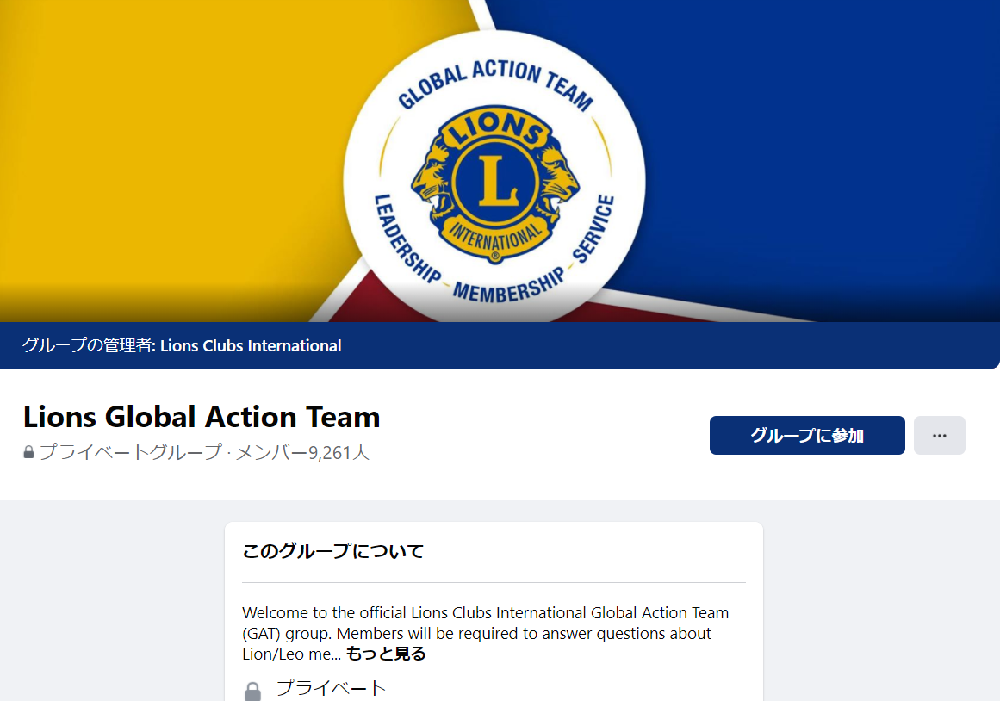 GLOBAL ACTION TEAM
LIONS
L
INTERNATIONAL
®
LEADERSHIP - MEMBERSHIP - SERVICE
グループの管理者: Lions Clubs International
Lions Global Action Team
プライベートグループ · メンバー9,261人
グループに参加
このグループについて
Welcome to the official Lions Clubs International Global Action Team
(GAT) group. Members will be required to answer questions about
Lion/Leo me... もっと見る
プライベート